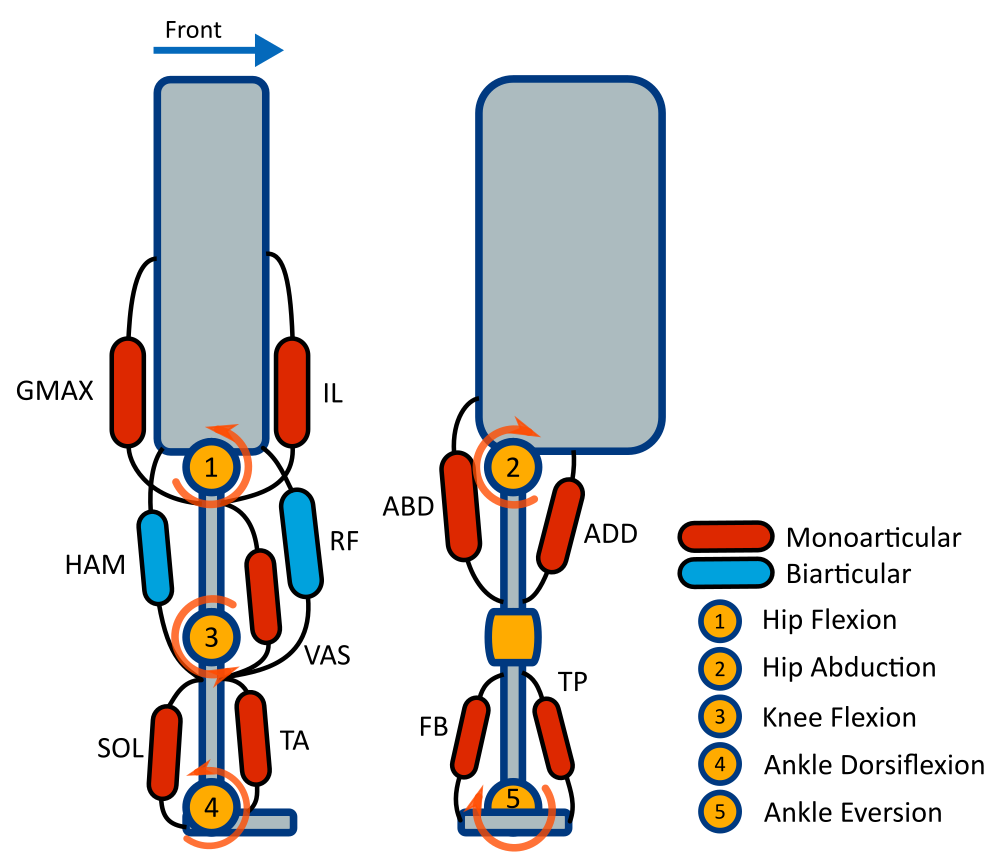 Front
GMAX
IL
1
2
ABD
ADD
HAM
RF
3
VAS
SOL
TA
4
FB
TP
5
Monoarticular
Biarticular
1 Hip Flexion
2 Hip Abduction
3 Knee Flexion
4 Ankle Dorsiflexion
5 Ankle Eversion